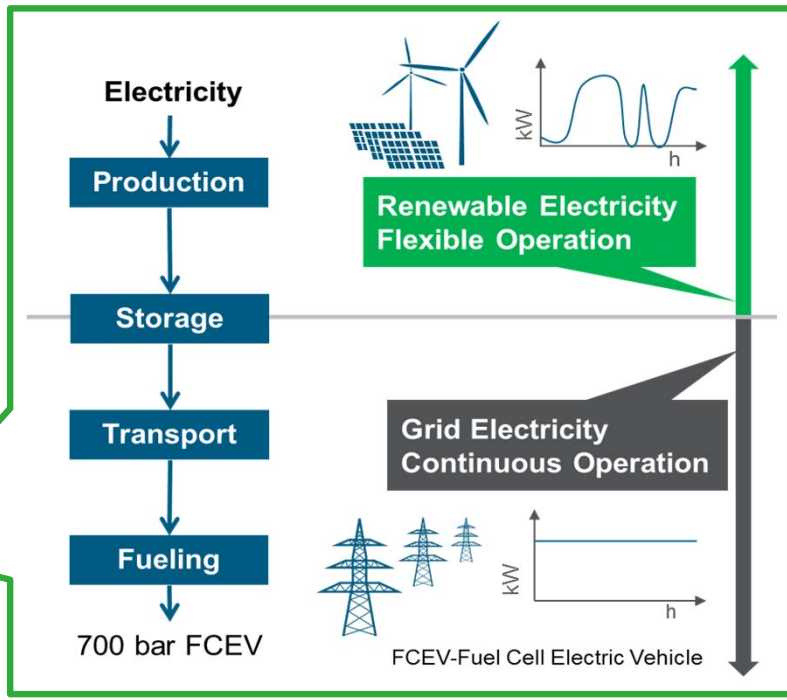 Electricity
Production
Storage
Transport
Fueling
700 bar FCEV
kW
h
Renewable Electricity
Flexible Operation
Grid Electricity
Continuous Operation
kW
h
FCEV-Fuel Cell Electric Vehicle